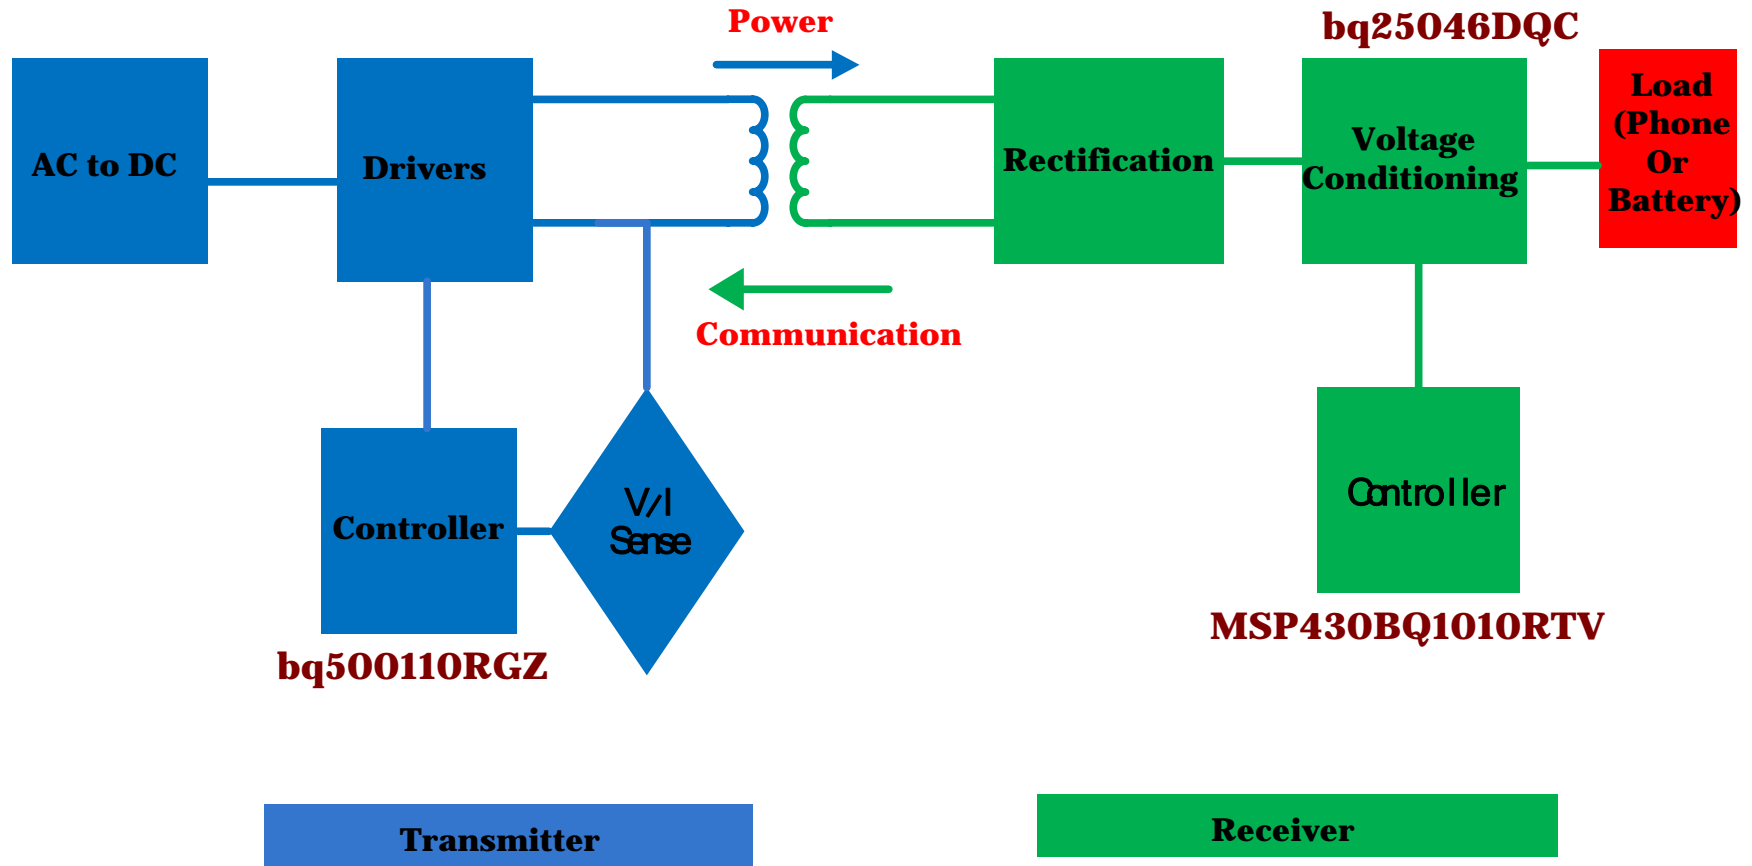 Power
bq25046DQC
AC to DC
Drivers
Rectification
Voltage
Conditioning
Load
(Phone
Or
Battery)
Communication
Controller
V/I
Sense
Controller
bq500110RGZ
MSP430BQ1010RTV
Transmitter
Receiver